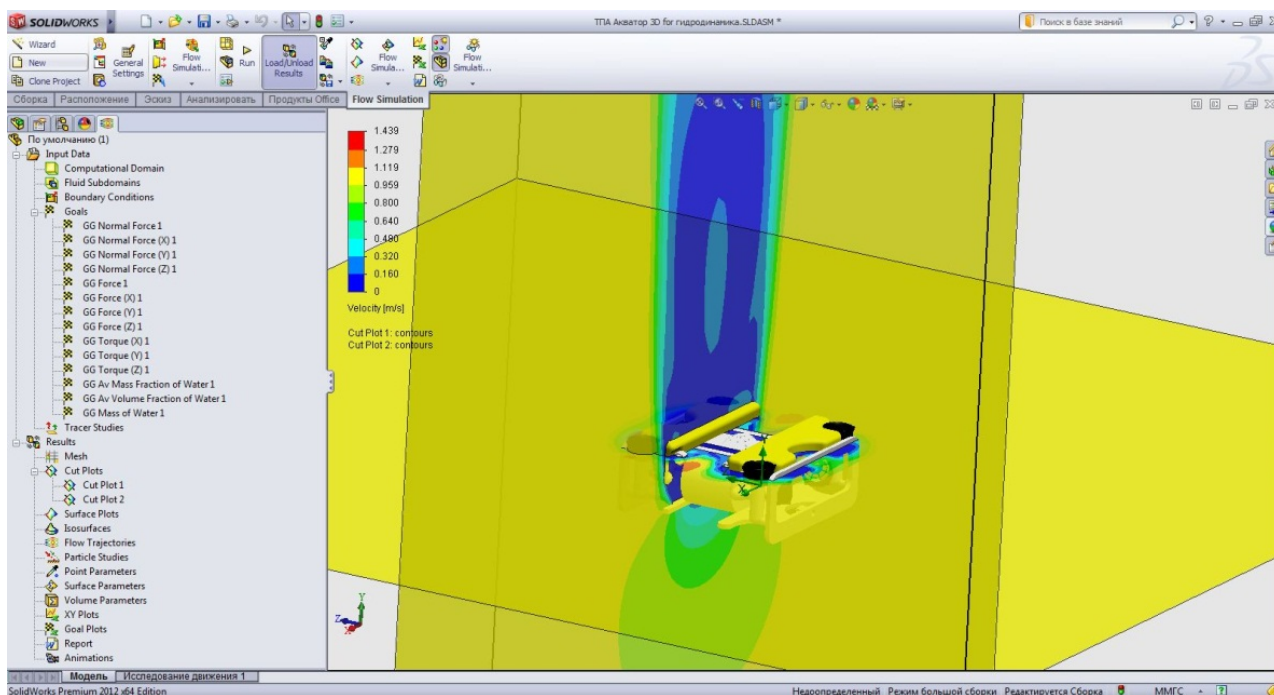 SOLIDWORKS
ТПА Акватор 3D for гидродинамика.SLDASM *
Поиск в базе знаний
Wizard
New
Clone Project
General Settings
Flow Simulati...
Run
Load/Unload Results
Flow Simula...
Flow Simulati...
Сборка Расположение Эскиз Анализировать Продукты Office Flow Simulation
По умолчанию (1)
Input Data
Computational Domain
Fluid Subdomains
Boundary Conditions
Goals
GG Normal Force 1
GG Normal Force (X) 1
GG Normal Force (Y) 1
GG Normal Force (Z) 1
GG Force 1
GG Force (X) 1
GG Force (Y) 1
GG Force (Z) 1
GG Torque (X) 1
GG Torque (Y) 1
GG Torque (Z) 1
GG Av Mass Fraction of Water 1
GG Av Volume Fraction of Water 1
GG Mass of Water 1
Tracer Studies
Results
Mesh
Cut Plots
Cut Plot 1
Cut Plot 2
Surface Plots
Isosurfaces
Flow Trajectories
Particle Studies
Point Parameters
Surface Parameters
Volume Parameters
XY Plots
Goal Plots
Report
Animations
1.439
1.279
1.119
0.959
0.800
0.640
0.480
0.320
0.160
0
Velocity [m/s]
Cut Plot 1: contours
Cut Plot 2: contours
Y
X
Y
Z
X
Модель Исследование движения 1
SolidWorks Premium 2012 x64 Edition
Недоопределенный Режим большой сборки Редактируется Сборка ММГС